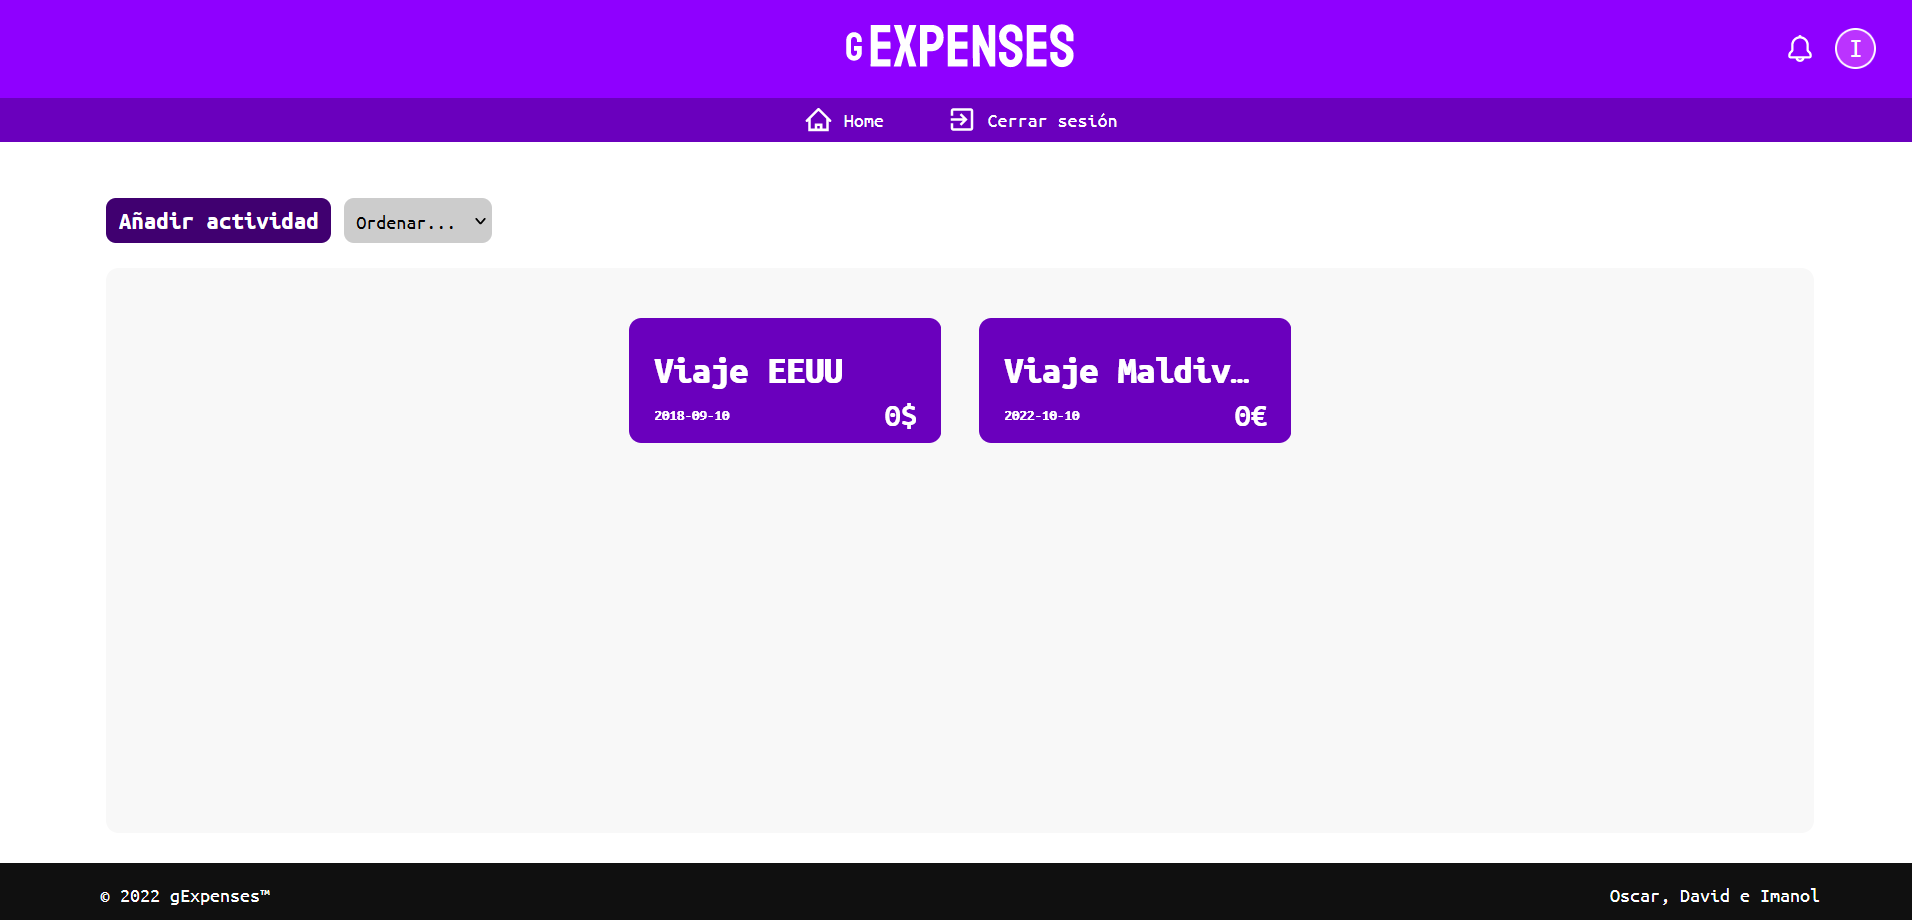 G EXPENSES
I
Home
Cerrar sesión
Añadir actividad
Ordenar...
Viaje EEUU
2018-09-10
0$
Viaje Maldiv…
2022-10-10
0€
© 2022 gExpenses™
Oscar, David e Imanol